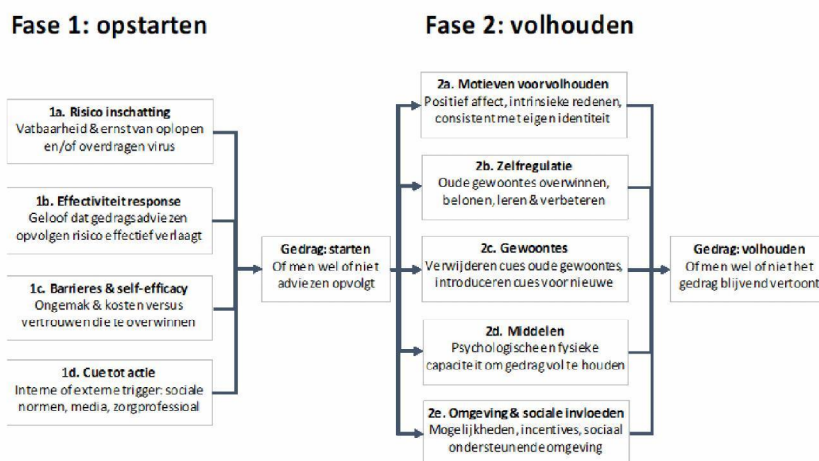 Fase 1: opstarten
1a. Risico inschatting
Vatbaarheid & ernst van oplopen
en/of overdragen virus
1b. Effectiviteit response
Geloof dat gedragsadviezen
opvolgen risico effectief verlaagt
1c. Barrieres & self-efficacy
Ongemak & kosten versus
vertrouwen die te overwinnen
1d. Cue tot actie
Interne of externe trigger: sociale
normen, media, zorgprofessioal
Gedrag: starten
Of men wel of niet
adviezen opvolgt
Fase 2: volhouden
2a. Motieven voor volhouden
Positief affect, intrinsieke redenen,
consistent met eigen identiteit
2b. Zelfregulatie
Oude gewoontes overwinnen,
belonen, leren & verbeteren
2c. Gewoontes
Verwijderen cues oude gewoontes,
introduceren cues voor nieuwe
2d. Middelen
Psychologische en fysieke
capaciteit om gedrag vol te houden
2e. Omgeving & sociale invloeden
Mogelijkheden, incentives, sociaal
ondersteunende omgeving
Gedrag: volhouden
Of men wel of niet het
gedrag blijvend vertoont